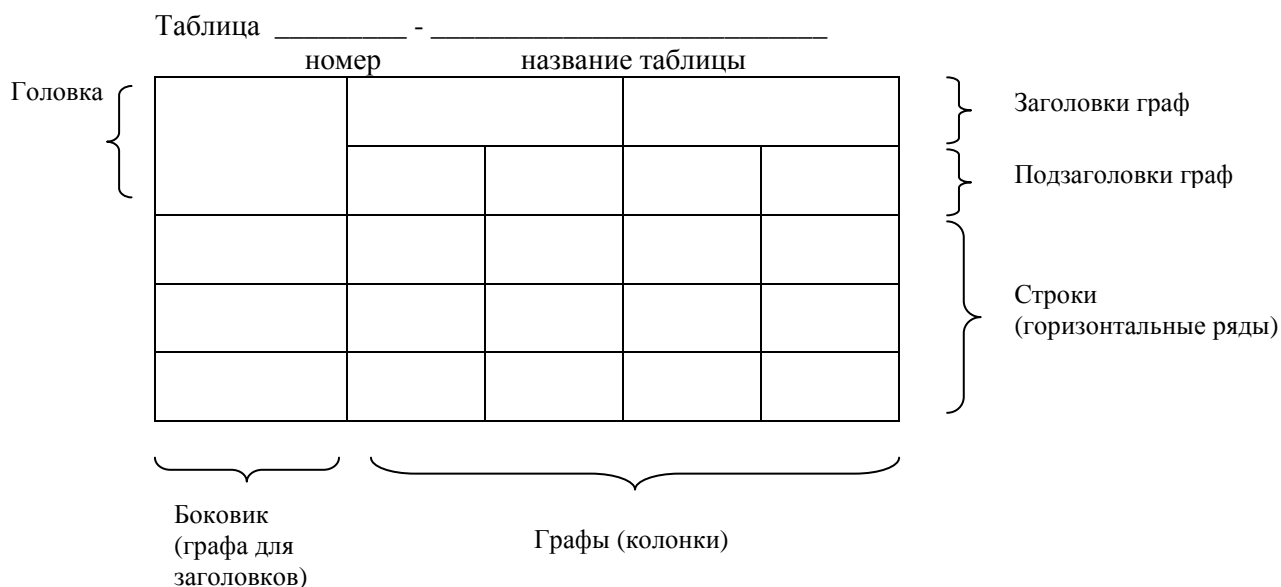 Таблица _________ - ___________________________
номер название таблицы
Головка
Заголовки граф
Подзаголовки граф
Строки
(горизонтальные ряды)
Боковик
(графа для
заголовков)
Графы (колонки)